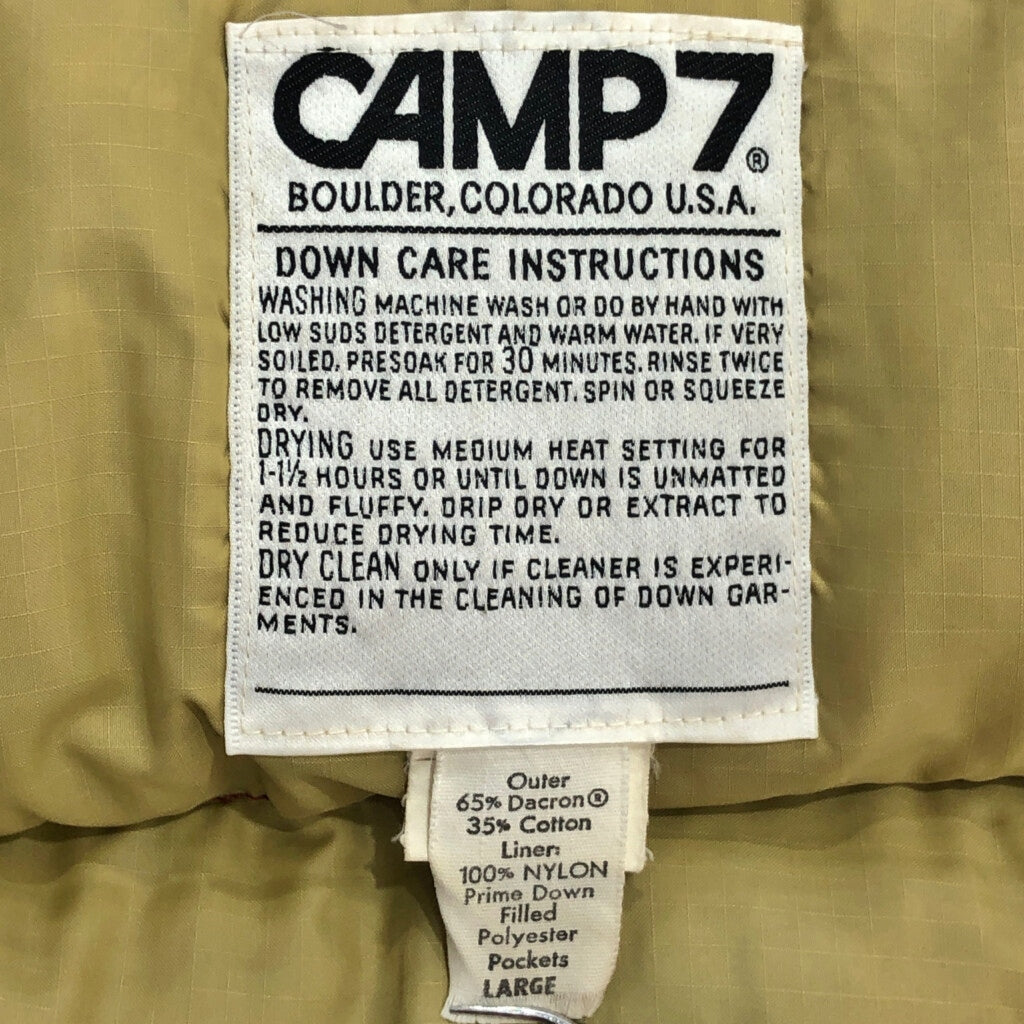 CAMP 7®
BOULDER, COLORADO U.S.A.
DOWN CARE INSTRUCTIONS
WASHING MACHINE WASH OR DO BY HAND WITH
LOW SUDS DETERGENT AND WARM WATER. IF VERY
SOILED, PRESOAK FOR 30 MINUTES. RINSE TWICE
TO REMOVE ALL DETERGENT. SPIN OR SQUEEZE
DRY.
DRYING USE MEDIUM HEAT SETTING FOR
1-1½ HOURS OR UNTIL DOWN IS UNMATTED
AND FLUFFY. DRIP DRY OR EXTRACT TO
REDUCE DRYING TIME.
DRY CLEAN ONLY IF CLEANER IS EXPERI-
ENCED IN THE CLEANING OF DOWN GAR-
MENTS.
Outer
65% Dacron®
35% Cotton
Liner:
100% NYLON
Prime Down
Filled
Polyester
Pockets
LARGE